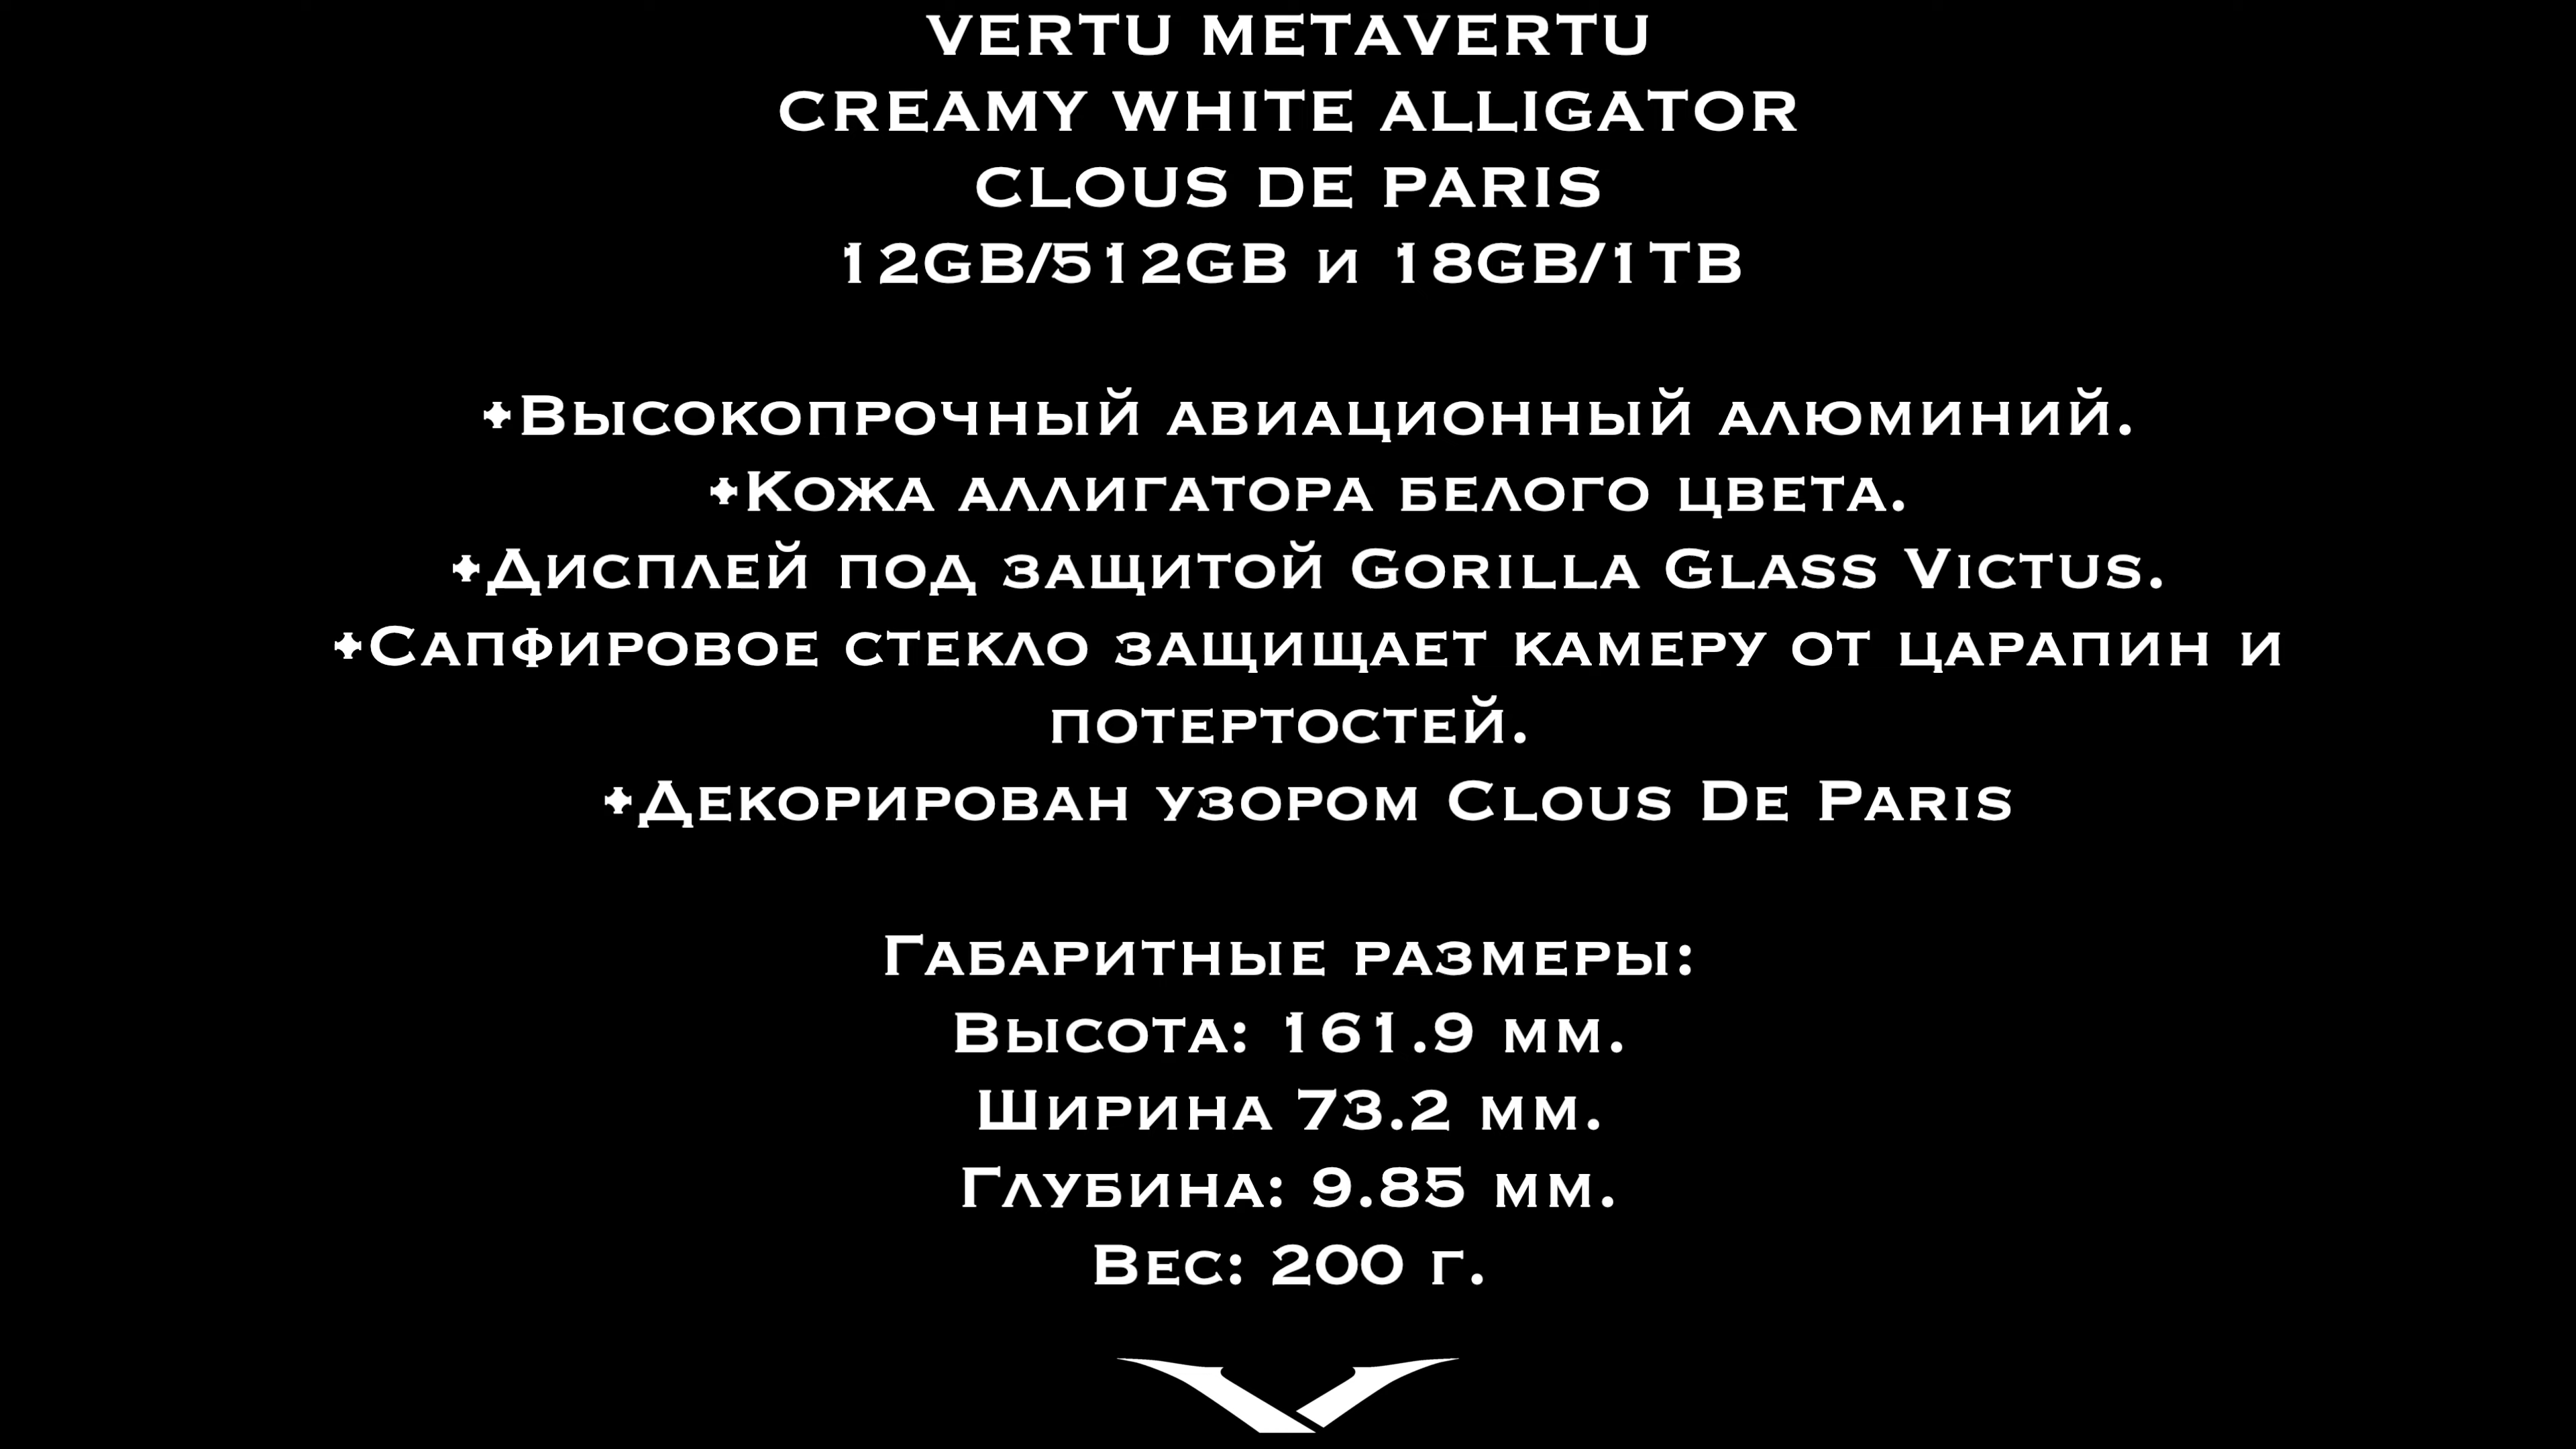 VERTU METAVERTU
CREAMY WHITE ALLIGATOR
CLOUS DE PARIS
12GB/512GB и 18GB/1TB
✦Высокопрочный авиационный алюминий.
✦Кожа аллигатора белого цвета.
✦Дисплей под защитой Gorilla Glass Victus.
✦Сапфировое стекло защищает камеру от царапин и
потертостей.
✦Декорирован узором Clous De Paris
Габаритные размеры:
Высота: 161.9 мм.
Ширина 73.2 мм.
Глубина: 9.85 мм.
Вес: 200 г.